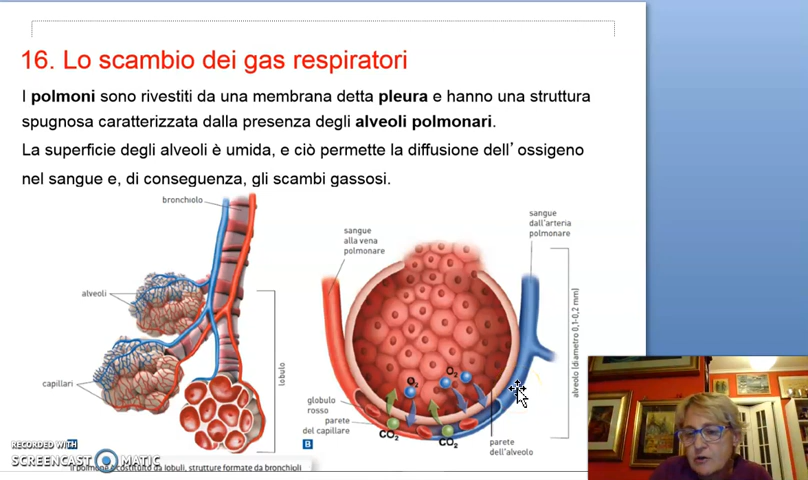 16. Lo scambio dei gas respiratori
I polmoni sono rivestiti da una membrana detta pleura e hanno una struttura
spugnosa caratterizzata dalla presenza degli alveoli polmonari.
La superficie degli alveoli è umida, e ciò permette la diffusione dell’ossigeno
nel sangue e, di conseguenza, gli scambi gassosi.
bronchiolo
alveoli
capillari
lobulo
sangue
alla vena
polmonare
sangue
dall'arteria
polmonare
O2
O2
globulo
rosso
parete
del capillare
CO2
CO2
parete
dell'alveolo
alveolo (diametro 0,1-0,2 mm)
B
RECORDED WITH
SCREENCAST MATIC
Il polmone è costituito da lobuli, strutture formate da bronchioli